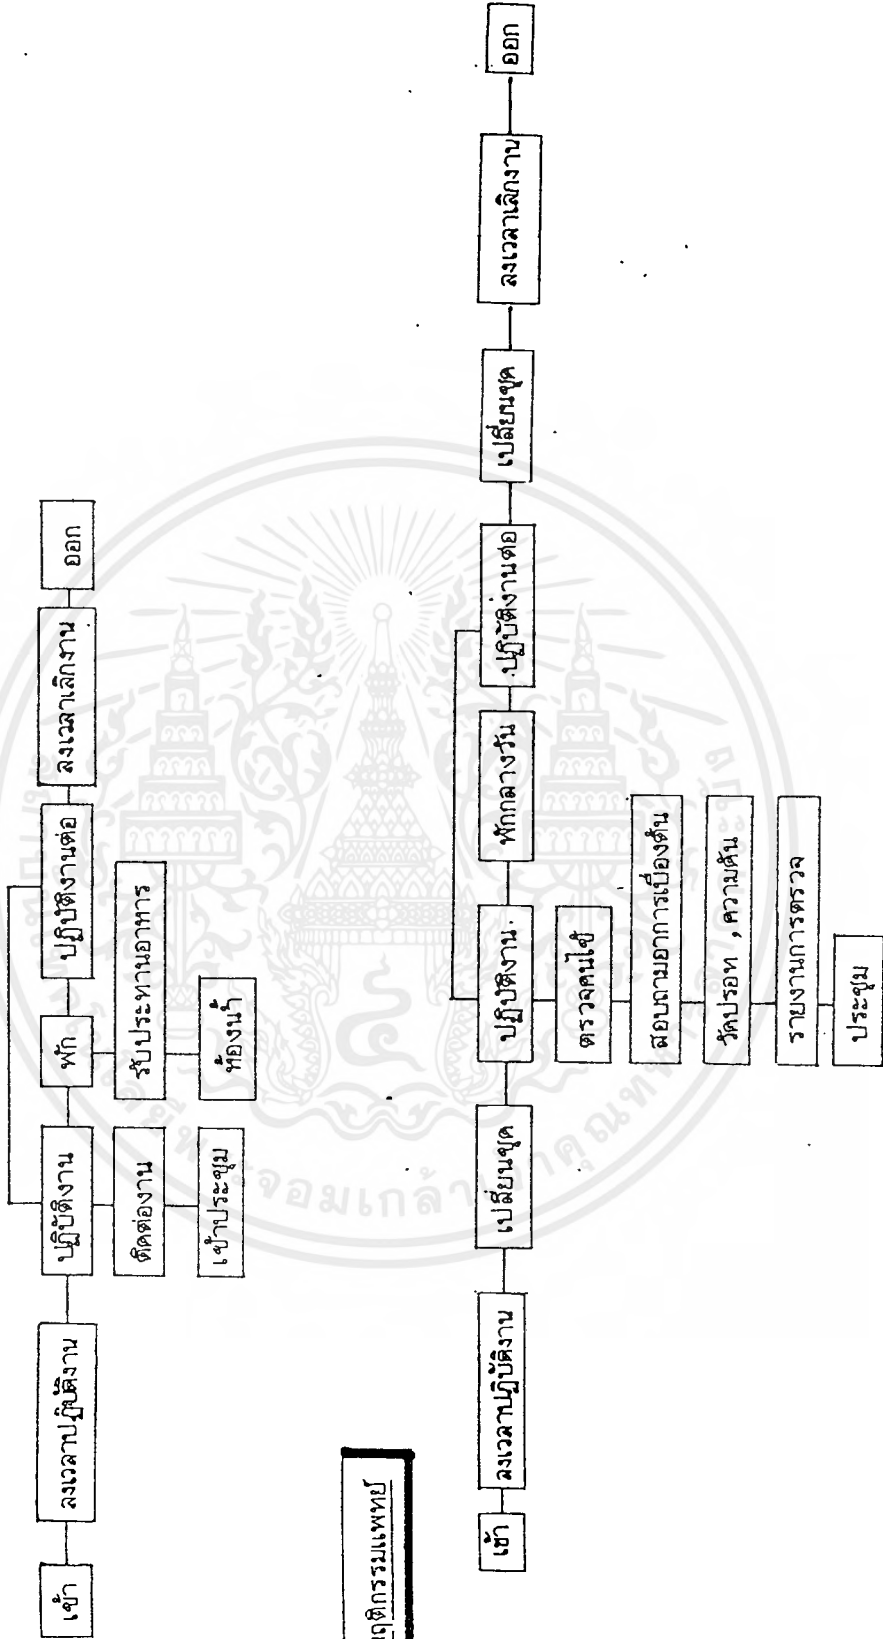 เข้า
ลงเวลาปฏิบัติงาน
ปฏิบัติงาน
พัก
ปฏิบัติงานต่อ
ลงเวลาเลิกงาน
ออก
ติดต่องาน
เข้าประชุม
รับประทานอาหาร
ห้องน้ำ
พฤติกรรมแพทย์
เข้า
ลงเวลาปฏิบัติงาน
เปลี่ยนชุด
ปฏิบัติงาน.
พักกลางวัน
ปฏิบัติงานต่อ
เปลี่ยนชุด
ลงเวลาเลิกงาน
ออก
ตรวจคนไข้
สอบถามอาการเบื้องต้น
วัดปรอท , ความดัน
รายงานการตรวจ
ประชุม